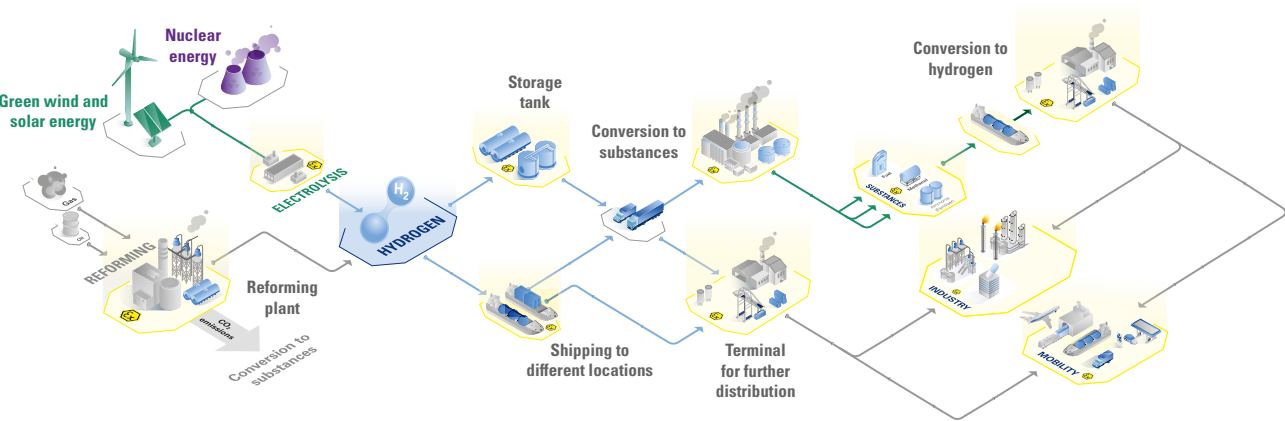 Nuclear
energy
Green wind and
solar energy
Gas
Oil
REFORMING
ELECTROLYSIS
H2
HYDROGEN
Reforming
plant
CO2
emissions
Conversion to
substances
Storage
tank
Conversion to
substances
Shipping to
different locations
Terminal
for further
distribution
Fuel
Methanol
SUBSTANCES
Conversion to
hydrogen
INDUSTRY
MOBILITY